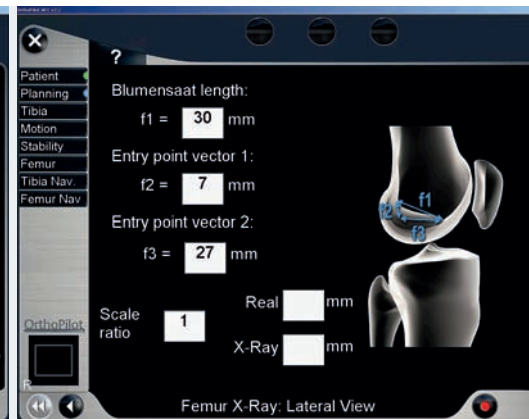 ?
Patient
Planning
Tibia
Motion
Stability
Femur
Tibia Nav.
Femur Nav
Blumensaat length:
f1 = 30 mm
Entry point vector 1:
f2 = 7 mm
Entry point vector 2:
f3 = 27 mm
Scale ratio 1
Real mm
X-Ray mm
f1
f2
f3
OrthoPilot
R
Femur X-Ray: Lateral View